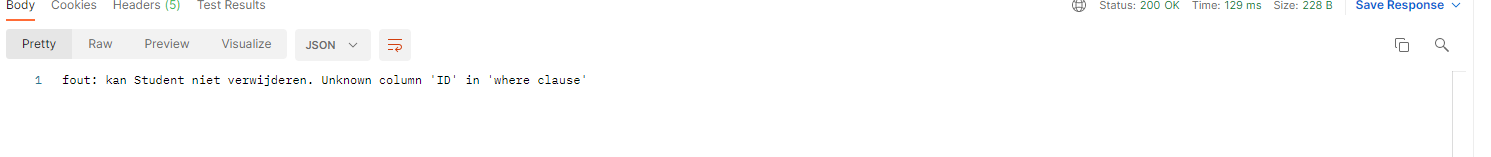 Body Cookies Headers (5) Test Results Status: 200 OK Time: 129 ms Size: 228 B Save Response
Pretty Raw Preview Visualize JSON
1 fout: kan Student niet verwijderen. Unknown column 'ID' in 'where clause'